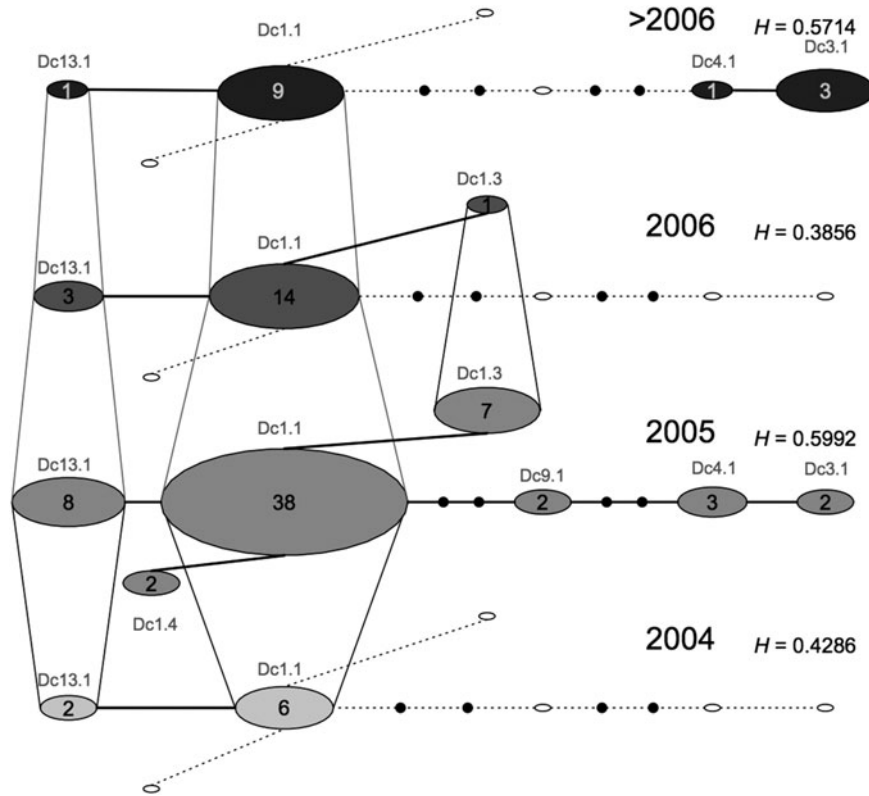 >2006 H = 0.5714
Dc13.1 Dc1.1 Dc4.1 Dc3.1
1 9 1 3
Dc1.3
1
2006 H = 0.3856
Dc13.1 Dc1.1
3 14
Dc1.3
7
2005 H = 0.5992
Dc13.1 Dc1.1 Dc9.1 Dc4.1 Dc3.1
8 38 2 3 2
2
Dc1.4
2004 H = 0.4286
Dc13.1 Dc1.1
2 6